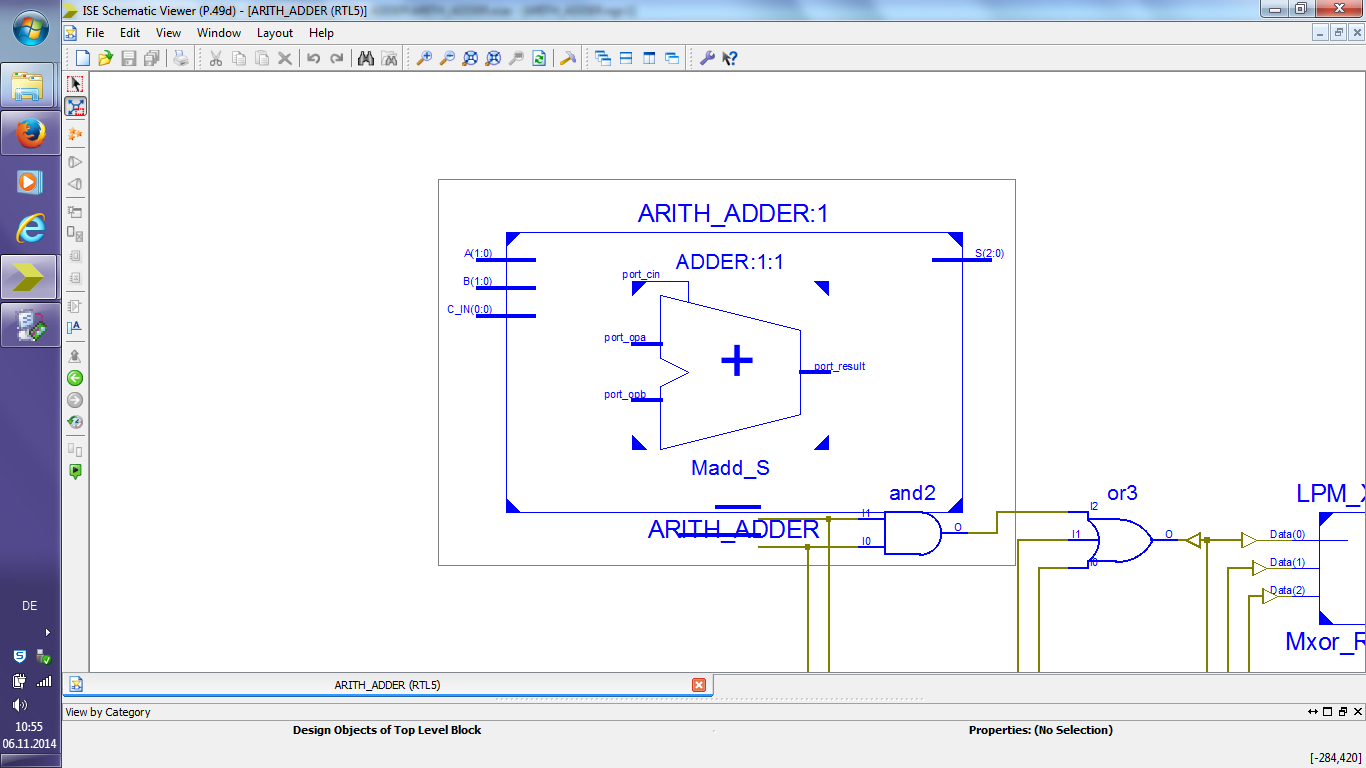 ISE Schematic Viewer (P.49d) - [ARITH_ADDER (RTL5)]
File Edit View Window Layout Help
ARITH_ADDER:1
A(1:0)
S(2:0)
ADDER:1:1
port_cin
B(1:0)
C_IN(0:0)
port_opa
port_result
port_opb
Madd_S
and2
or3
LPM_X
I1
I2
ARITH_ADDER
O
I1
O
Data(0)
I0
I0
Data(1)
Data(2)
Mxor_R
DE
ARITH_ADDER (RTL5)
View by Category
10:55
Design Objects of Top Level Block
Properties: (No Selection)
06.11.2014
[-284,420]